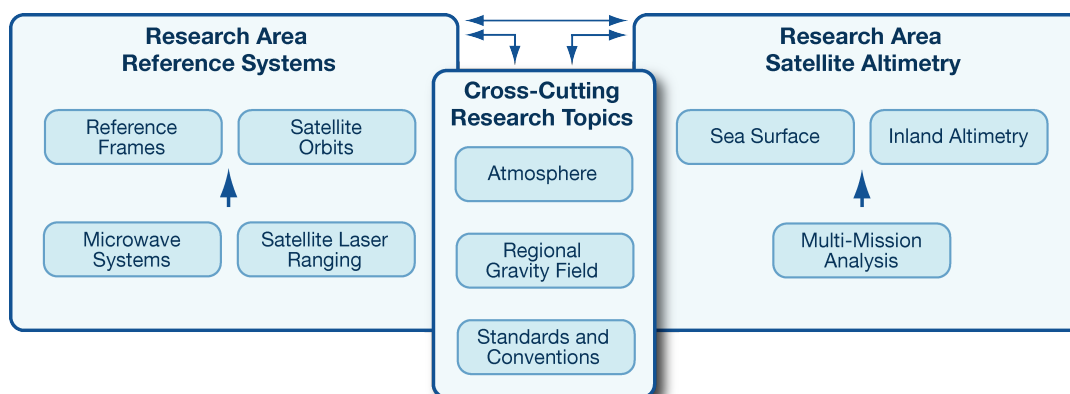 Research Area
Reference Systems
Reference
Frames
Satellite
Orbits
Microwave
Systems
Satellite Laser
Ranging
Cross-Cutting
Research Topics
Atmosphere
Regional
Gravity Field
Standards and
Conventions
Research Area
Satellite Altimetry
Sea Surface
Inland Altimetry
Multi-Mission
Analysis